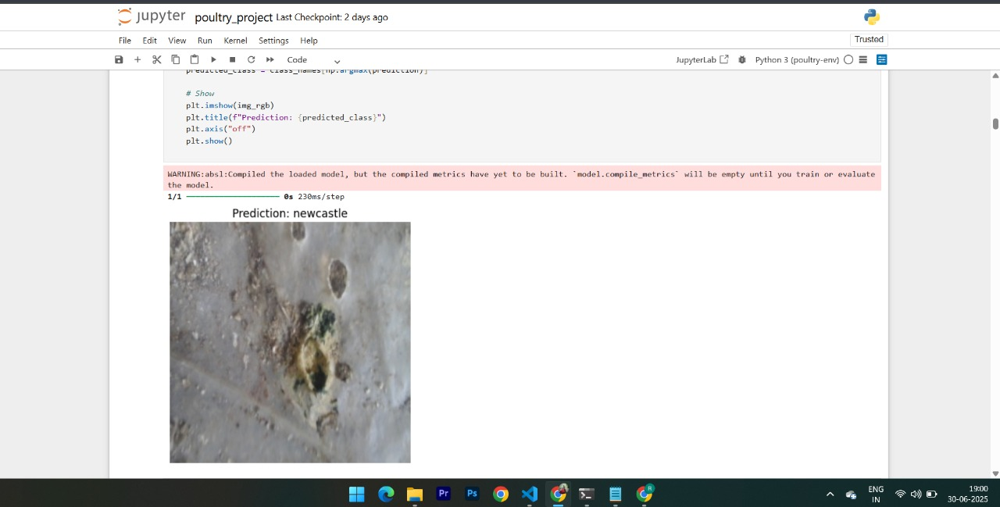 jupyter poultry_project Last Checkpoint: 2 days ago
File Edit View Run Kernel Settings Help
Trusted
Code
JupyterLab
Python 3 (poultry-env)
predicted_class = class_names[np.argmax(prediction)]
# Show
plt.imshow(img_rgb)
plt.title(f"Prediction: {predicted_class}")
plt.axis("off")
plt.show()
WARNING:absl:Compiled the loaded model, but the compiled metrics have yet to be built. `model.compile_metrics` will be empty until you train or evaluate
the model.
1/1 0s 230ms/step
Prediction: newcastle
Pr
Ps
R
ENG
IN
19:00
30-06-2025